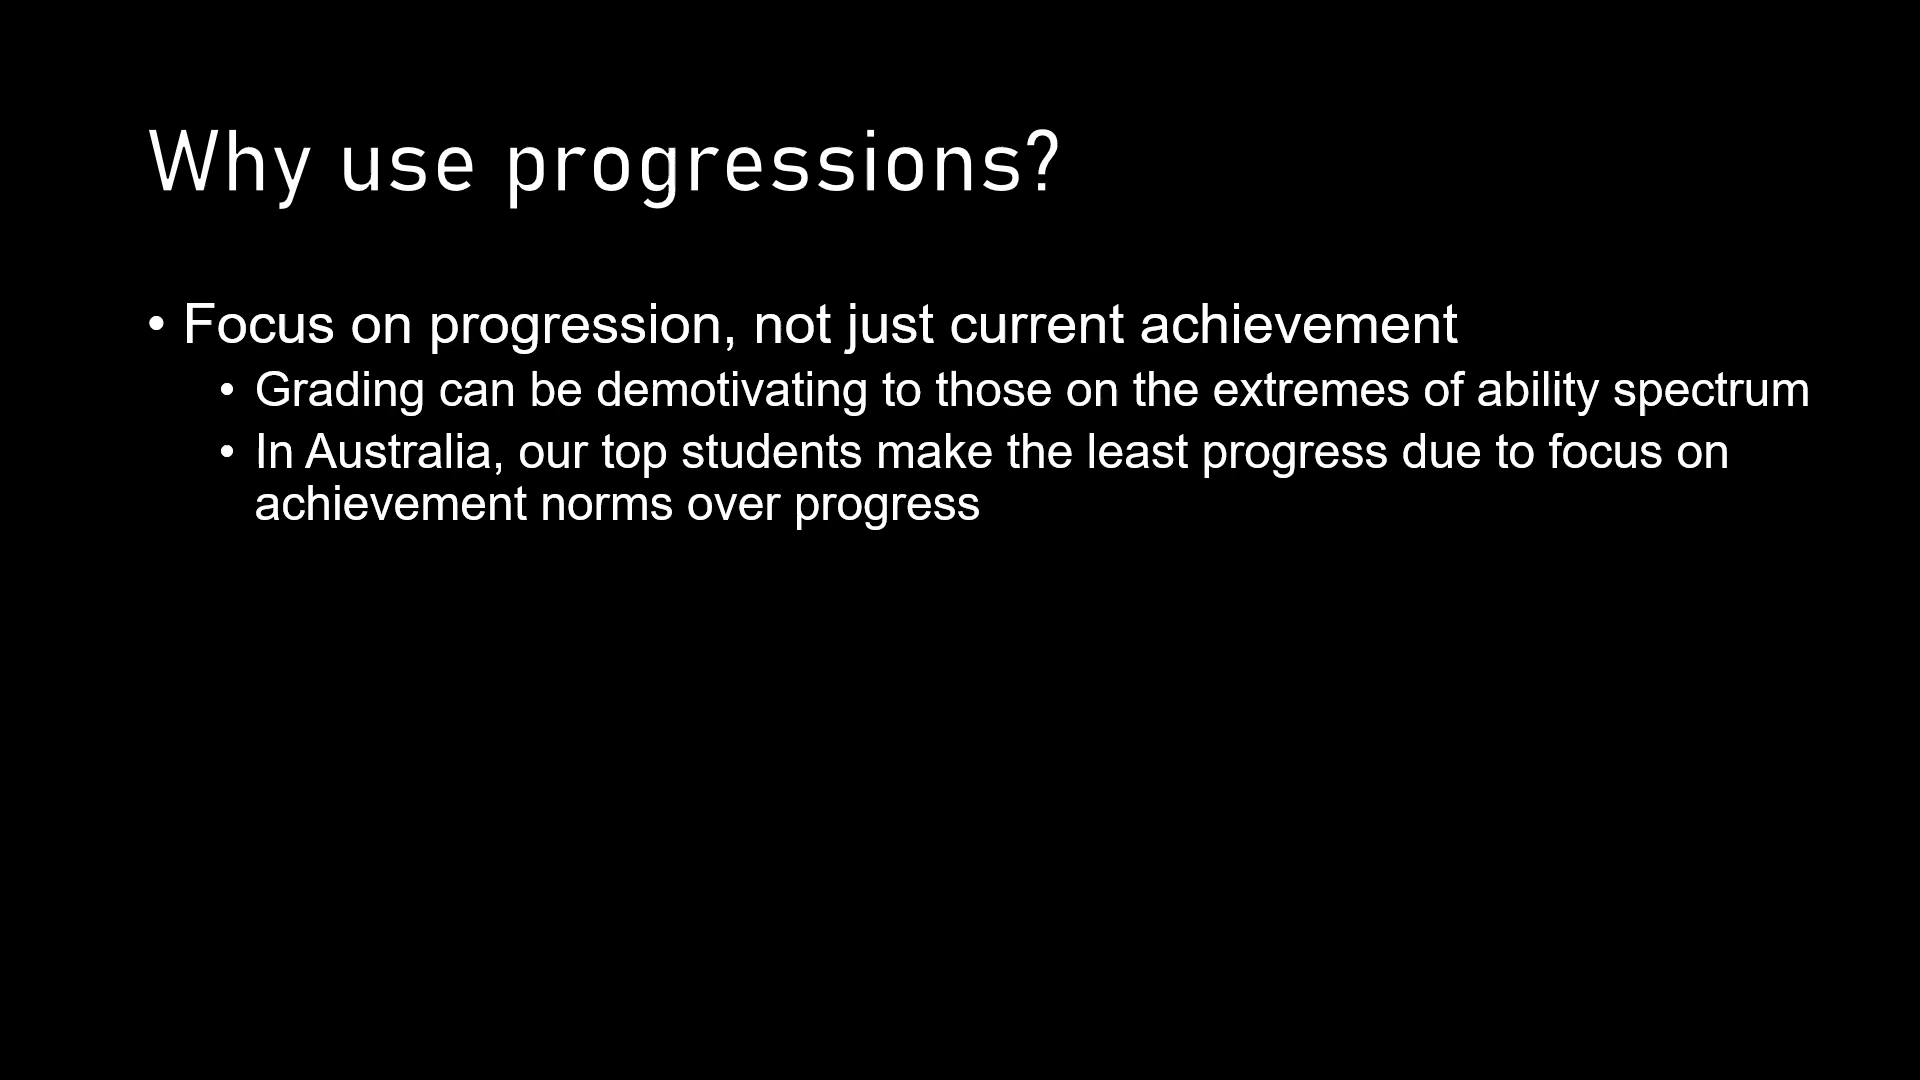 Why use progressions?
• Focus on progression, not just current achievement
• Grading can be demotivating to those on the extremes of ability spectrum
• In Australia, our top students make the least progress due to focus on
achievement norms over progress